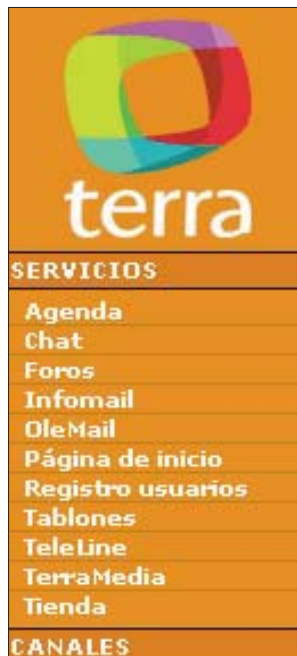 terra
SERVICIOS
Agenda
Chat
Foros
Infomail
OleMail
Página de inicio
Registro usuarios
Tablones
TeleLine
TerraMedia
Tienda
CANALES